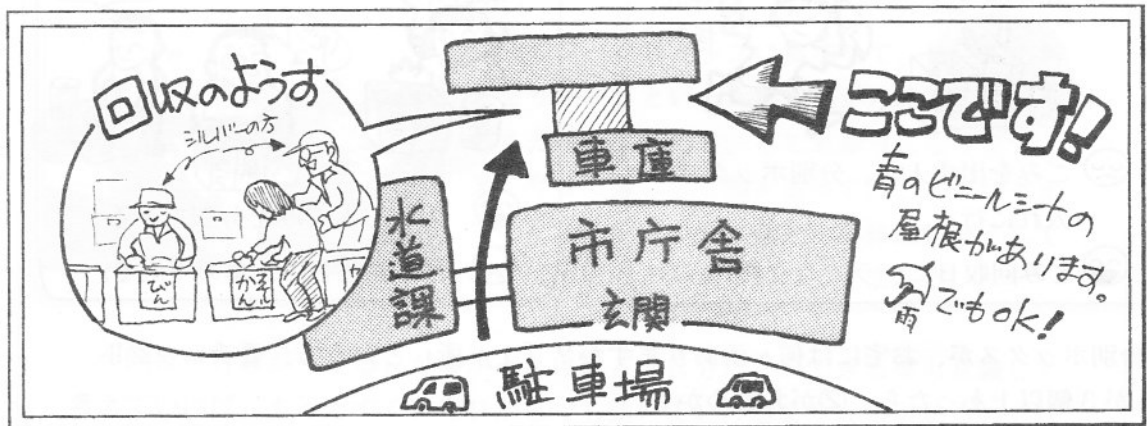 回収のようす
シルバーの方
びん
かん
車庫
水道課
市庁舎
玄関
駐車場
ここです!
青のビニールシートの
屋根があります。
雨でもOK!